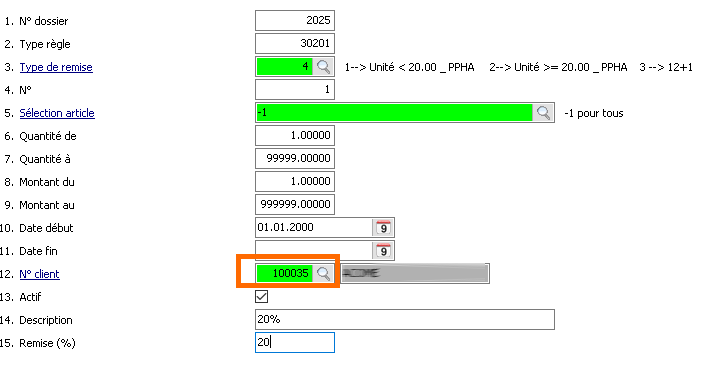 1. N° dossier 2025
2. Type règle 30201
3. Type de remise 4 1--> Unité < 20.00 _ PPHA 2--> Unité >= 20.00 _ PPHA 3 --> 12+1
4. N° 1
5. Sélection article -1 -1 pour tous
6. Quantité de 1.00000
7. Quantité à 99999.00000
8. Montant du 1.00000
9. Montant au 999999.00000
10. Date début 01.01.2000 9
11. Date fin 9
12. N° client 100035
13. Actif
14. Description 20%
15. Remise (%) 20